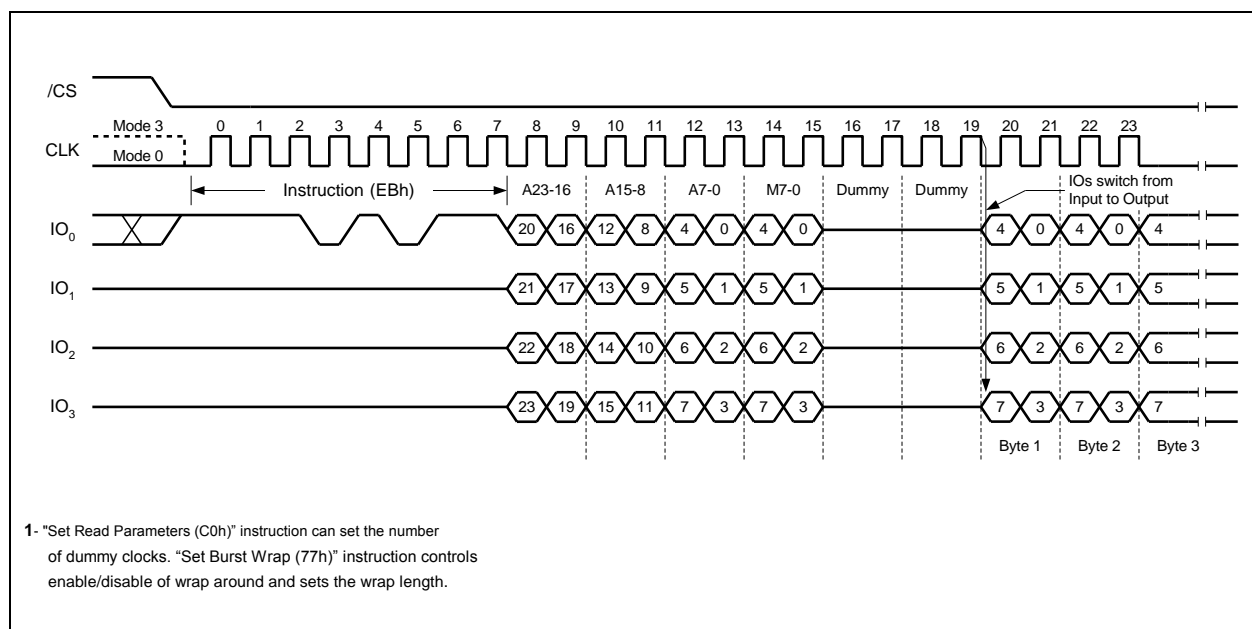 /CS
Mode 3 0 1 2 3 4 5 6 7 8 9 10 11 12 13 14 15 16 17 18 19 20 21 22 23
CLK
Mode 0
Instruction (EBh) A23-16 A15-8 A7-0 M7-0 Dummy Dummy
IOs switch from
Input to Output
IO0 20 16 12 8 4 0 4 0 4 0 4 0 4
IO1 21 17 13 9 5 1 5 1 5 1 5 1 5
IO2 22 18 14 10 6 2 6 2 6 2 6 2 6
IO3 23 19 15 11 7 3 7 3 7 3 7 3 7
Byte 1 Byte 2 Byte 3
1- "Set Read Parameters (C0h)” instruction can set the number
of dummy clocks. “Set Burst Wrap (77h)” instruction controls
enable/disable of wrap around and sets the wrap length.